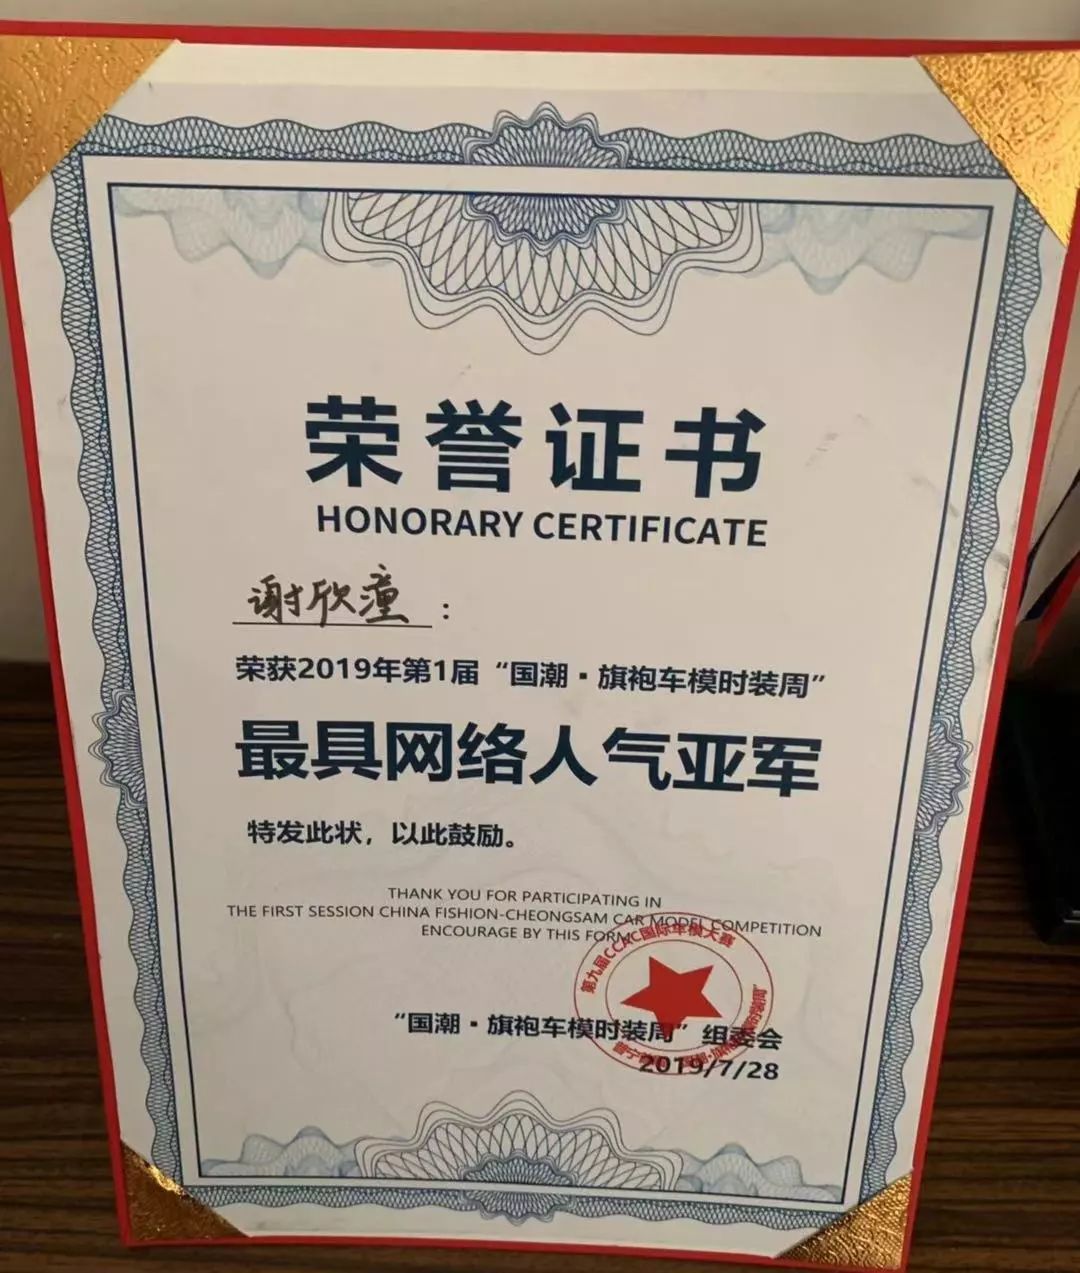 荣誉证书
HONORARY CERTIFICATE
谢欣潼：
荣获2019年第1届“国潮·旗袍车模时装周”
最具网络人气亚军
特发此状，以此鼓励。
THANK YOU FOR PARTICIPATING IN
THE FIRST SESSION CHINA FISHION-CHEONGSAM CAR MODEL COMPETITION
ENCOURAGE BY THIS FORM
第九届CCAC国际车模大赛
“国潮·旗袍车模时装周”组委会
2019/7/28